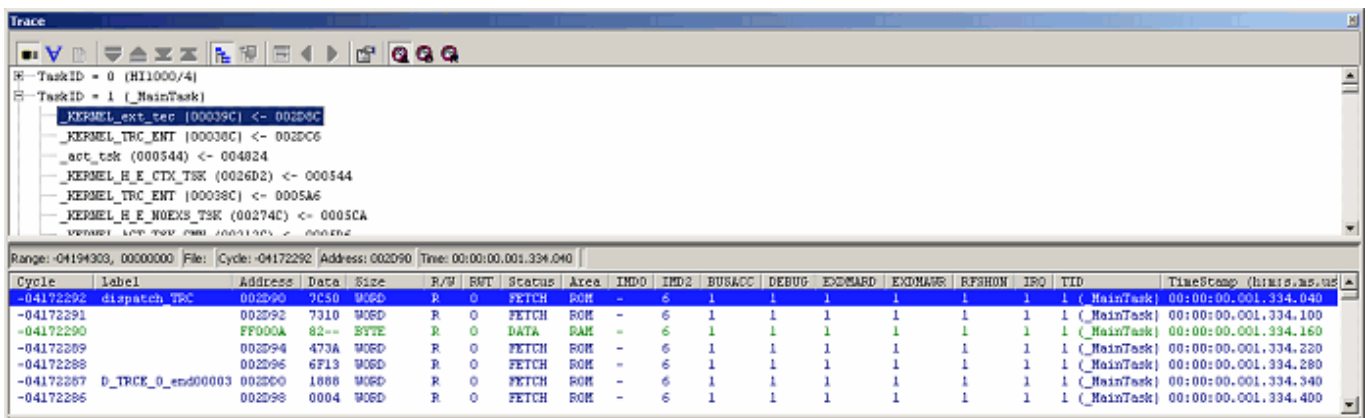 Trace
TaskID = 0 (HI1000/4)
TaskID = 1 (_MainTask)
_KERNEL_ext_tec (00039C) <- 002D8C
_KERNEL_TRC_ENT (00038C) <- 002DC6
_act_tsk (000544) <- 004824
_KERNEL_H_E_CTX_TSK (0026D2) <- 000544
_KERNEL_TRC_ENT (00038C) <- 0005A6
_KERNEL_H_E_NOEXS_TSK (00274C) <- 0005CA
Range: -04194303, 00000000 File: Cycle: -04172292 Address: 002D90 Time: 00:00:00.001.334.040
Cycle Label Address Data Size R/W RWT Status Area IMD0 IMD2 BUSACC DEBUG EXDMARD EXDMAWR RFSHON IRQ TID TimeStamp (h:m:s.ms.us
-04172292 dispatch_TRC 002D90 7C50 WORD R 0 FETCH ROM - 6 1 1 1 1 1 1 1 (_MainTask) 00:00:00.001.334.040
-04172291 002D92 7310 WORD R 0 FETCH ROM - 6 1 1 1 1 1 1 1 (_MainTask) 00:00:00.001.334.100
-04172290 FF000A 82-- BYTE R 0 DATA RAM - 6 1 1 1 1 1 1 1 (_MainTask) 00:00:00.001.334.160
-04172289 002D94 473A WORD R 0 FETCH ROM - 6 1 1 1 1 1 1 1 (_MainTask) 00:00:00.001.334.220
-04172288 002D96 6F13 WORD R 0 FETCH ROM - 6 1 1 1 1 1 1 1 (_MainTask) 00:00:00.001.334.280
-04172287 D_TRCE_0_end00003 002DD0 1888 WORD R 0 FETCH ROM - 6 1 1 1 1 1 1 1 (_MainTask) 00:00:00.001.334.340
-04172286 002D98 0004 WORD R 0 FETCH ROM - 6 1 1 1 1 1 1 1 (_MainTask) 00:00:00.001.334.400